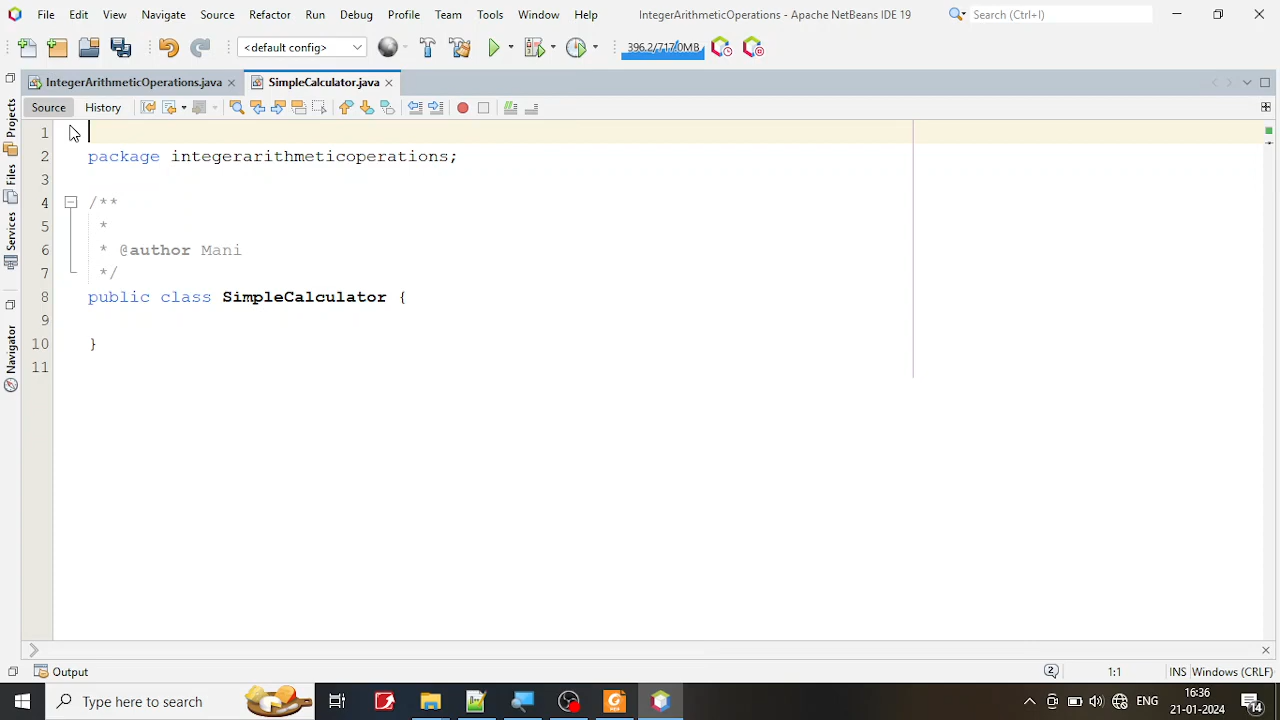 File Edit View Navigate Source Refactor Run Debug Profile Team Tools Window Help IntegerArithmeticOperations - Apache NetBeans IDE 19 Search (Ctrl+I)
<default config> 396.2/717.0MB
IntegerArithmeticOperations.java SimpleCalculator.java
Source History
1
2 package integerarithmeticoperations;
3
4 /**
5 *
6 * @author Mani
7 */
8 public class SimpleCalculator {
9
10 }
11
Projects
Files
Services
Navigator
Output 2 1:1 INS Windows (CRLF)
Type here to search ENG 16:36
21-01-2024 14